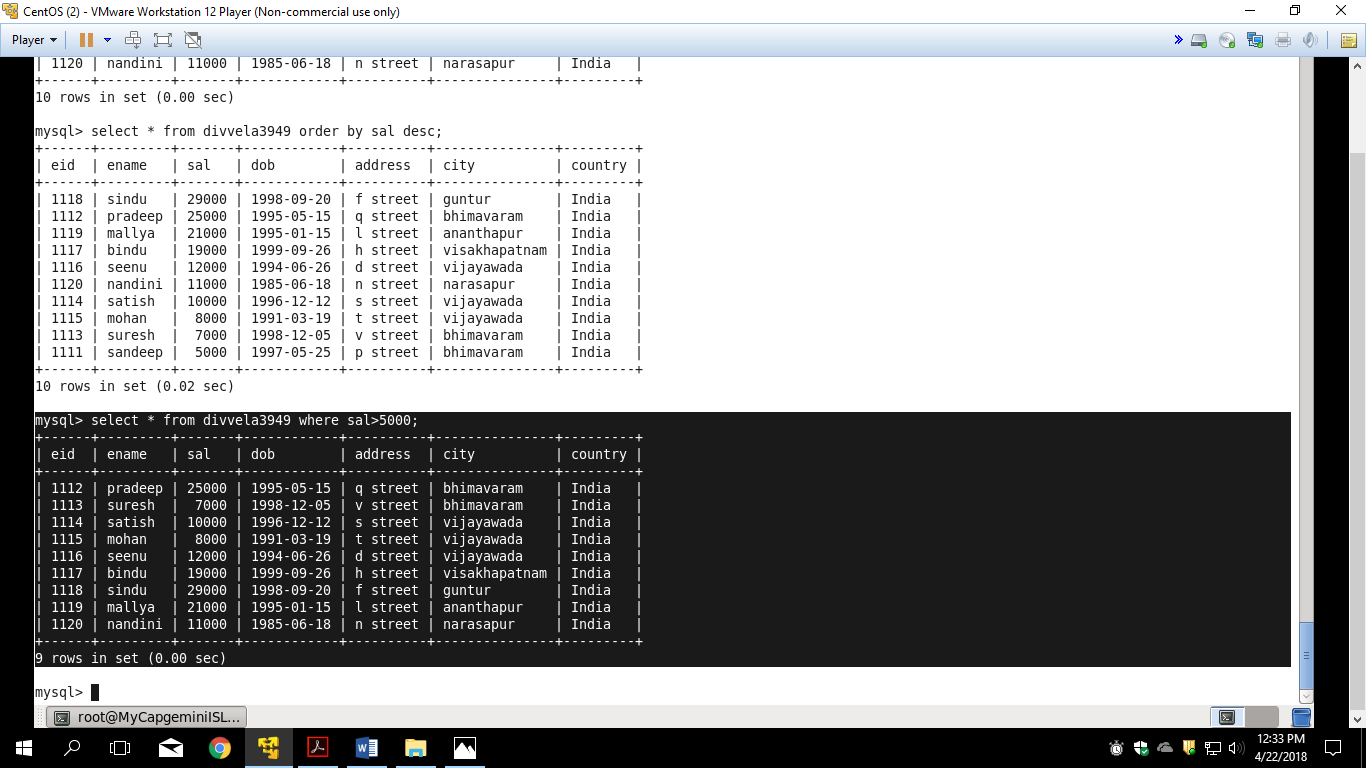 CentOS (2) - VMware Workstation 12 Player (Non-commercial use only)
Player
| 1120 | nandini | 11000 | 1985-06-18 | n street | narasapur     | India   |
+------+---------+-------+------------+----------+---------------+---------+
10 rows in set (0.00 sec)
mysql> select * from divvela3949 order by sal desc;
+------+---------+-------+------------+----------+---------------+---------+
| eid  | ename   | sal   | dob        | address  | city          | country |
+------+---------+-------+------------+----------+---------------+---------+
| 1118 | sindu   | 29000 | 1998-09-20 | f street | guntur        | India   |
| 1112 | pradeep | 25000 | 1995-05-15 | q street | bhimavaram    | India   |
| 1119 | mallya  | 21000 | 1995-01-15 | l street | ananthapur    | India   |
| 1117 | bindu   | 19000 | 1999-09-26 | h street | visakhapatnam | India   |
| 1116 | seenu   | 12000 | 1994-06-26 | d street | vijayawada    | India   |
| 1120 | nandini | 11000 | 1985-06-18 | n street | narasapur     | India   |
| 1114 | satish  | 10000 | 1996-12-12 | s street | vijayawada    | India   |
| 1115 | mohan   |  8000 | 1991-03-19 | t street | vijayawada    | India   |
| 1113 | suresh  |  7000 | 1998-12-05 | v street | bhimavaram    | India   |
| 1111 | sandeep |  5000 | 1997-05-25 | p street | bhimavaram    | India   |
+------+---------+-------+------------+----------+---------------+---------+
10 rows in set (0.02 sec)
mysql> select * from divvela3949 where sal>5000;
+------+---------+-------+------------+----------+---------------+---------+
| eid  | ename   | sal   | dob        | address  | city          | country |
+------+---------+-------+------------+----------+---------------+---------+
| 1112 | pradeep | 25000 | 1995-05-15 | q street | bhimavaram    | India   |
| 1113 | suresh  |  7000 | 1998-12-05 | v street | bhimavaram    | India   |
| 1114 | satish  | 10000 | 1996-12-12 | s street | vijayawada    | India   |
| 1115 | mohan   |  8000 | 1991-03-19 | t street | vijayawada    | India   |
| 1116 | seenu   | 12000 | 1994-06-26 | d street | vijayawada    | India   |
| 1117 | bindu   | 19000 | 1999-09-26 | h street | visakhapatnam | India   |
| 1118 | sindu   | 29000 | 1998-09-20 | f street | guntur        | India   |
| 1119 | mallya  | 21000 | 1995-01-15 | l street | ananthapur    | India   |
| 1120 | nandini | 11000 | 1985-06-18 | n street | narasapur     | India   |
+------+---------+-------+------------+----------+---------------+---------+
9 rows in set (0.00 sec)
mysql>
root@MyCapgeminiISL...
12:33 PM
4/22/2018